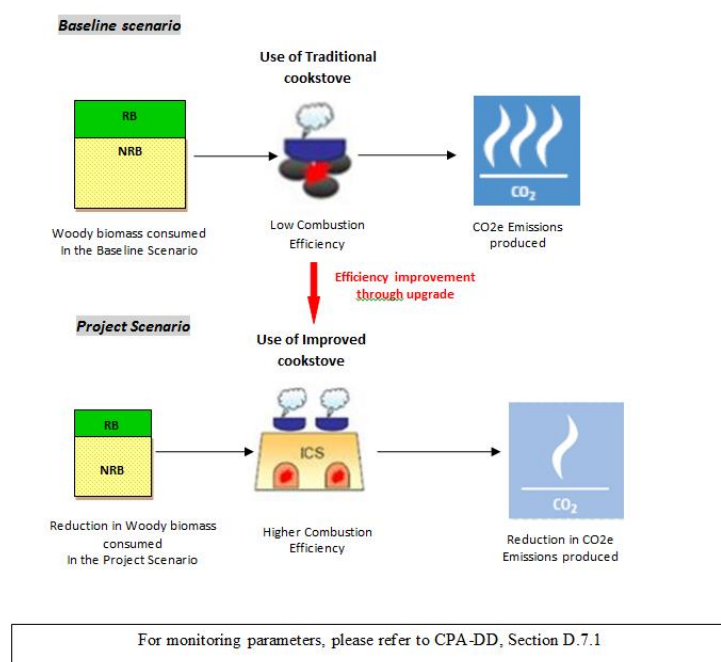 Baseline scenario
Use of Traditional
cookstove
RB
NRB
CO₂
Woody biomass consumed
In the Baseline Scenario
Low Combustion
Efficiency
CO2e Emissions
produced
Efficiency improvement
through upgrade
Project Scenario
Use of Improved
cookstove
RB
NRB
ICS
CO₂
Reduction in Woody biomass
consumed
In the Project Scenario
Higher Combustion
Efficiency
Reduction in CO2e
Emissions produced
For monitoring parameters, please refer to CPA-DD, Section D.7.1